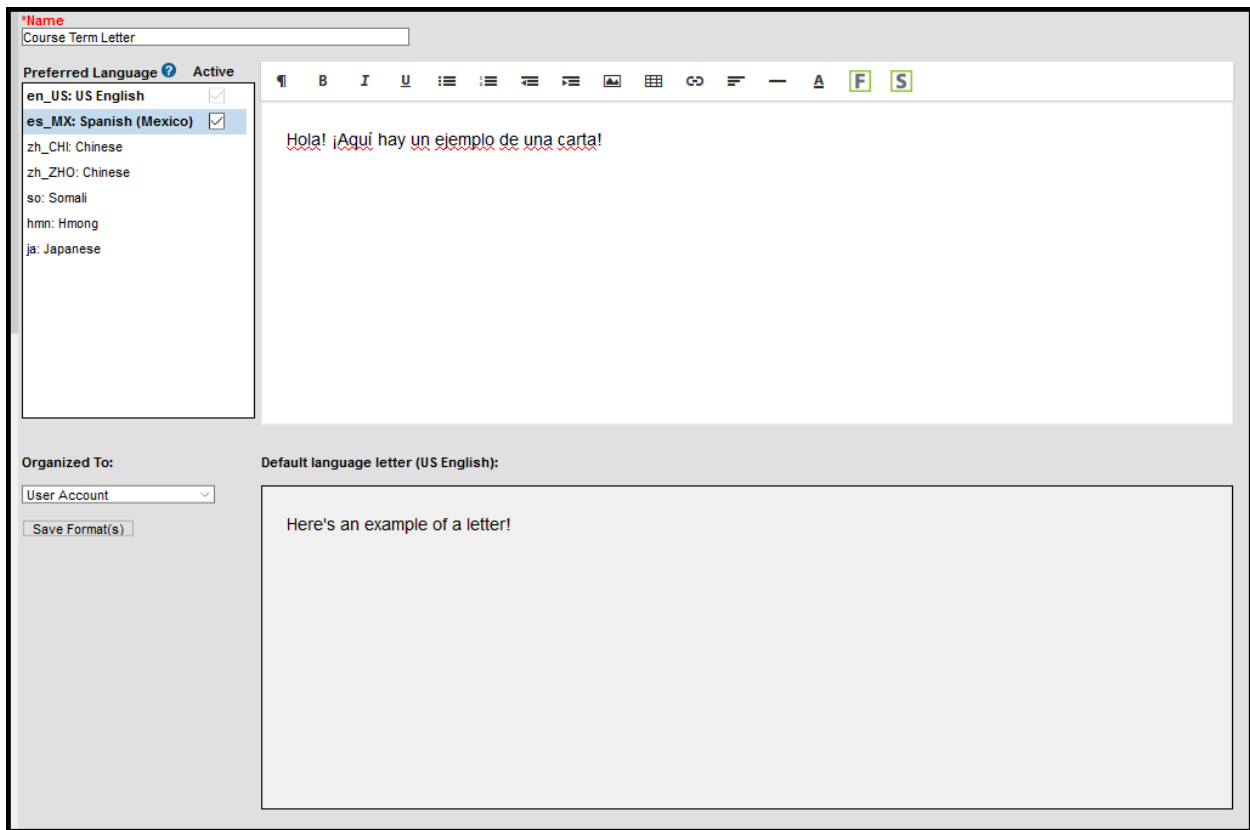 *Name
Course Term Letter
Preferred Language ? Active
en_US: US English
es_MX: Spanish (Mexico)
zh_CHI: Chinese
zh_ZHO: Chinese
so: Somali
hmn: Hmong
ja: Japanese
¶ B I U A F S
Hola! ¡Aquí hay un ejemplo de una carta!
Organized To:
User Account
Save Format(s)
Default language letter (US English):
Here's an example of a letter!